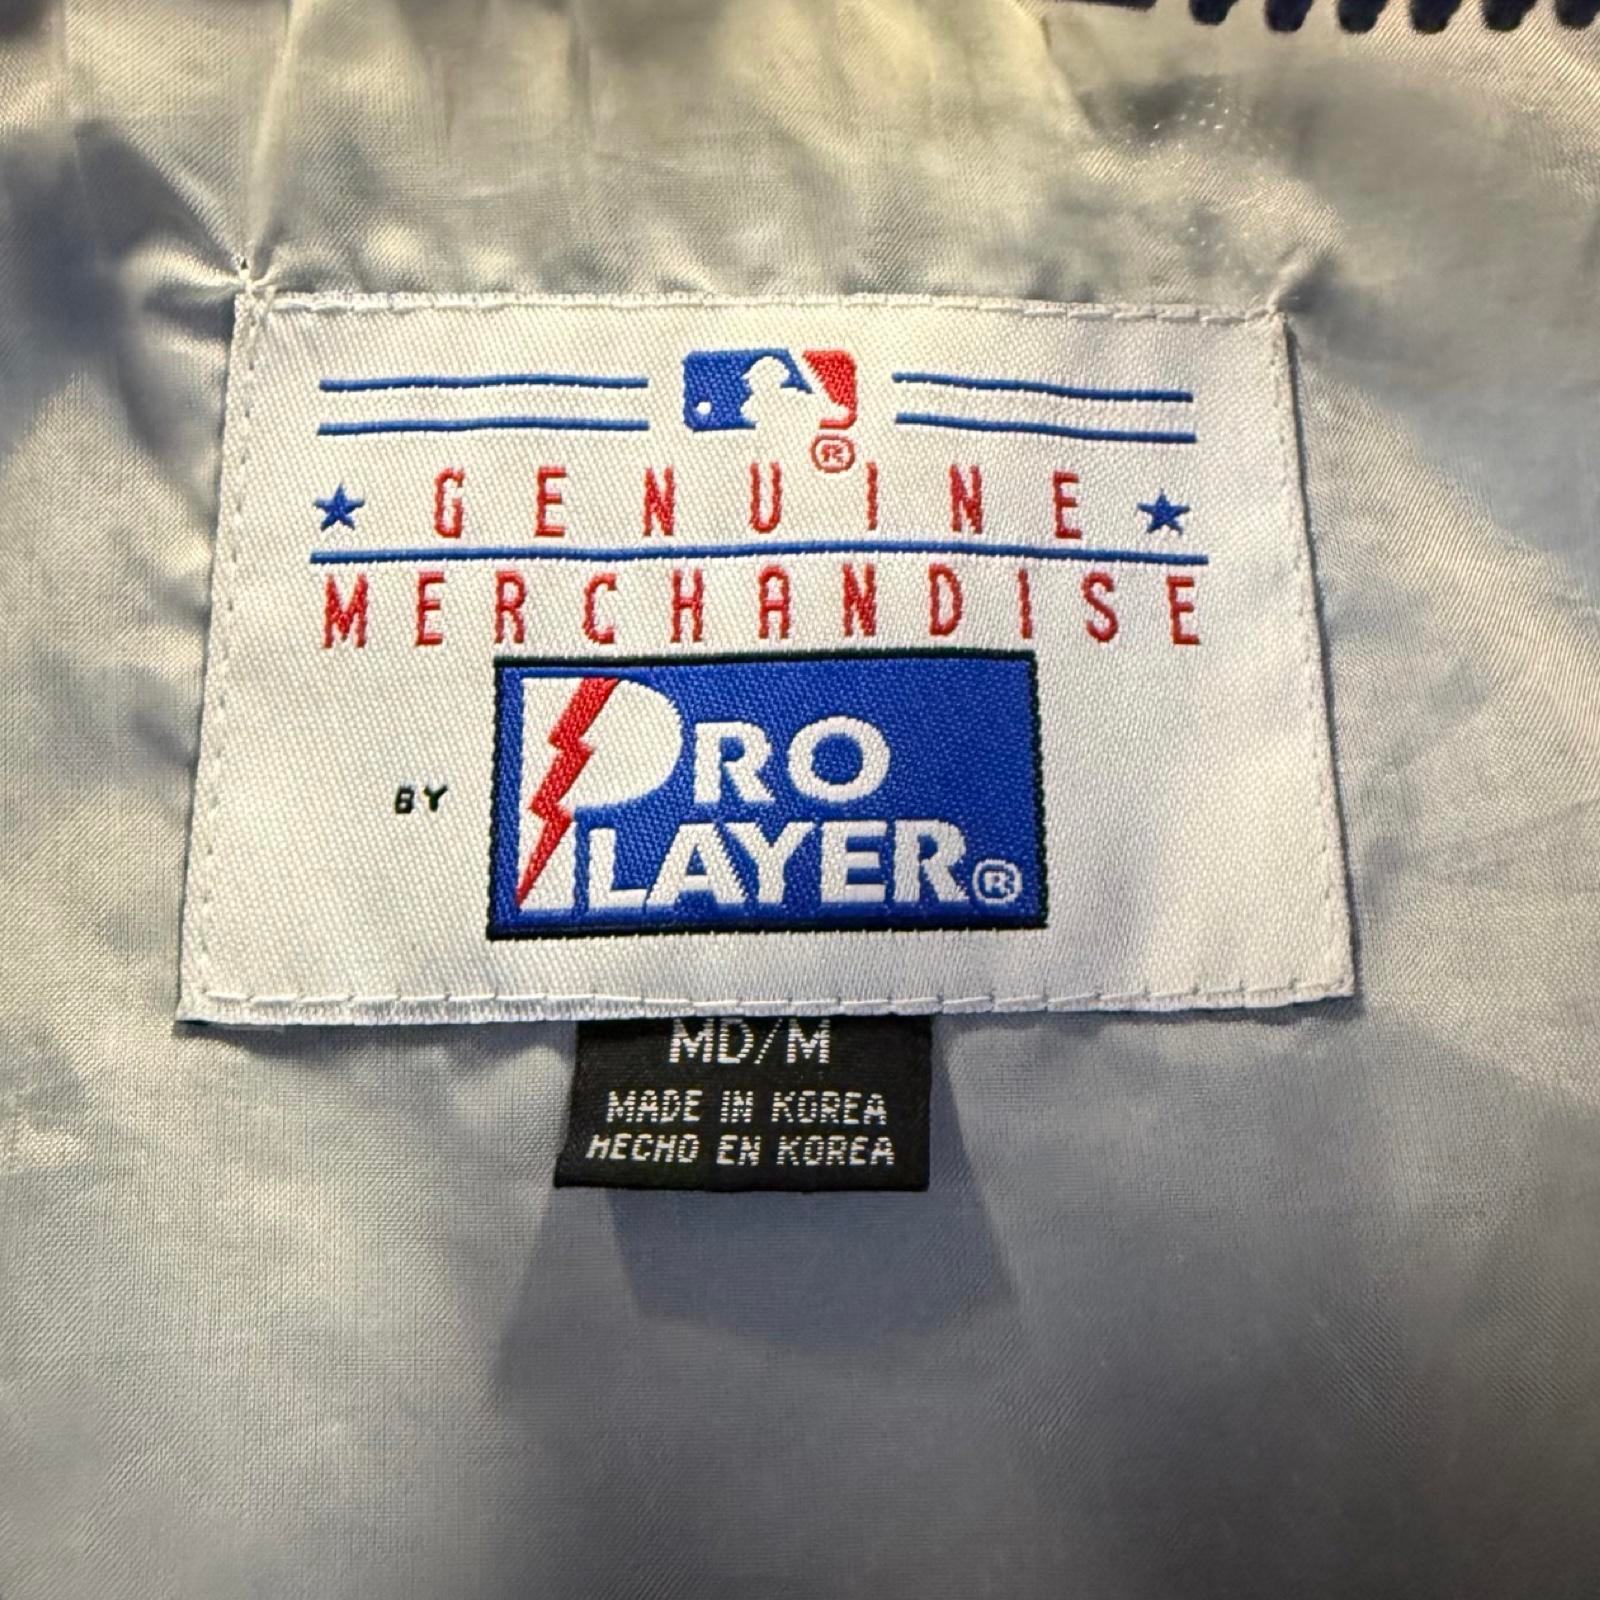 ®
GENUINE
MERCHANDISE
BY
PRO
PLAYER®
MD/M
MADE IN KOREA
HECHO EN KOREA